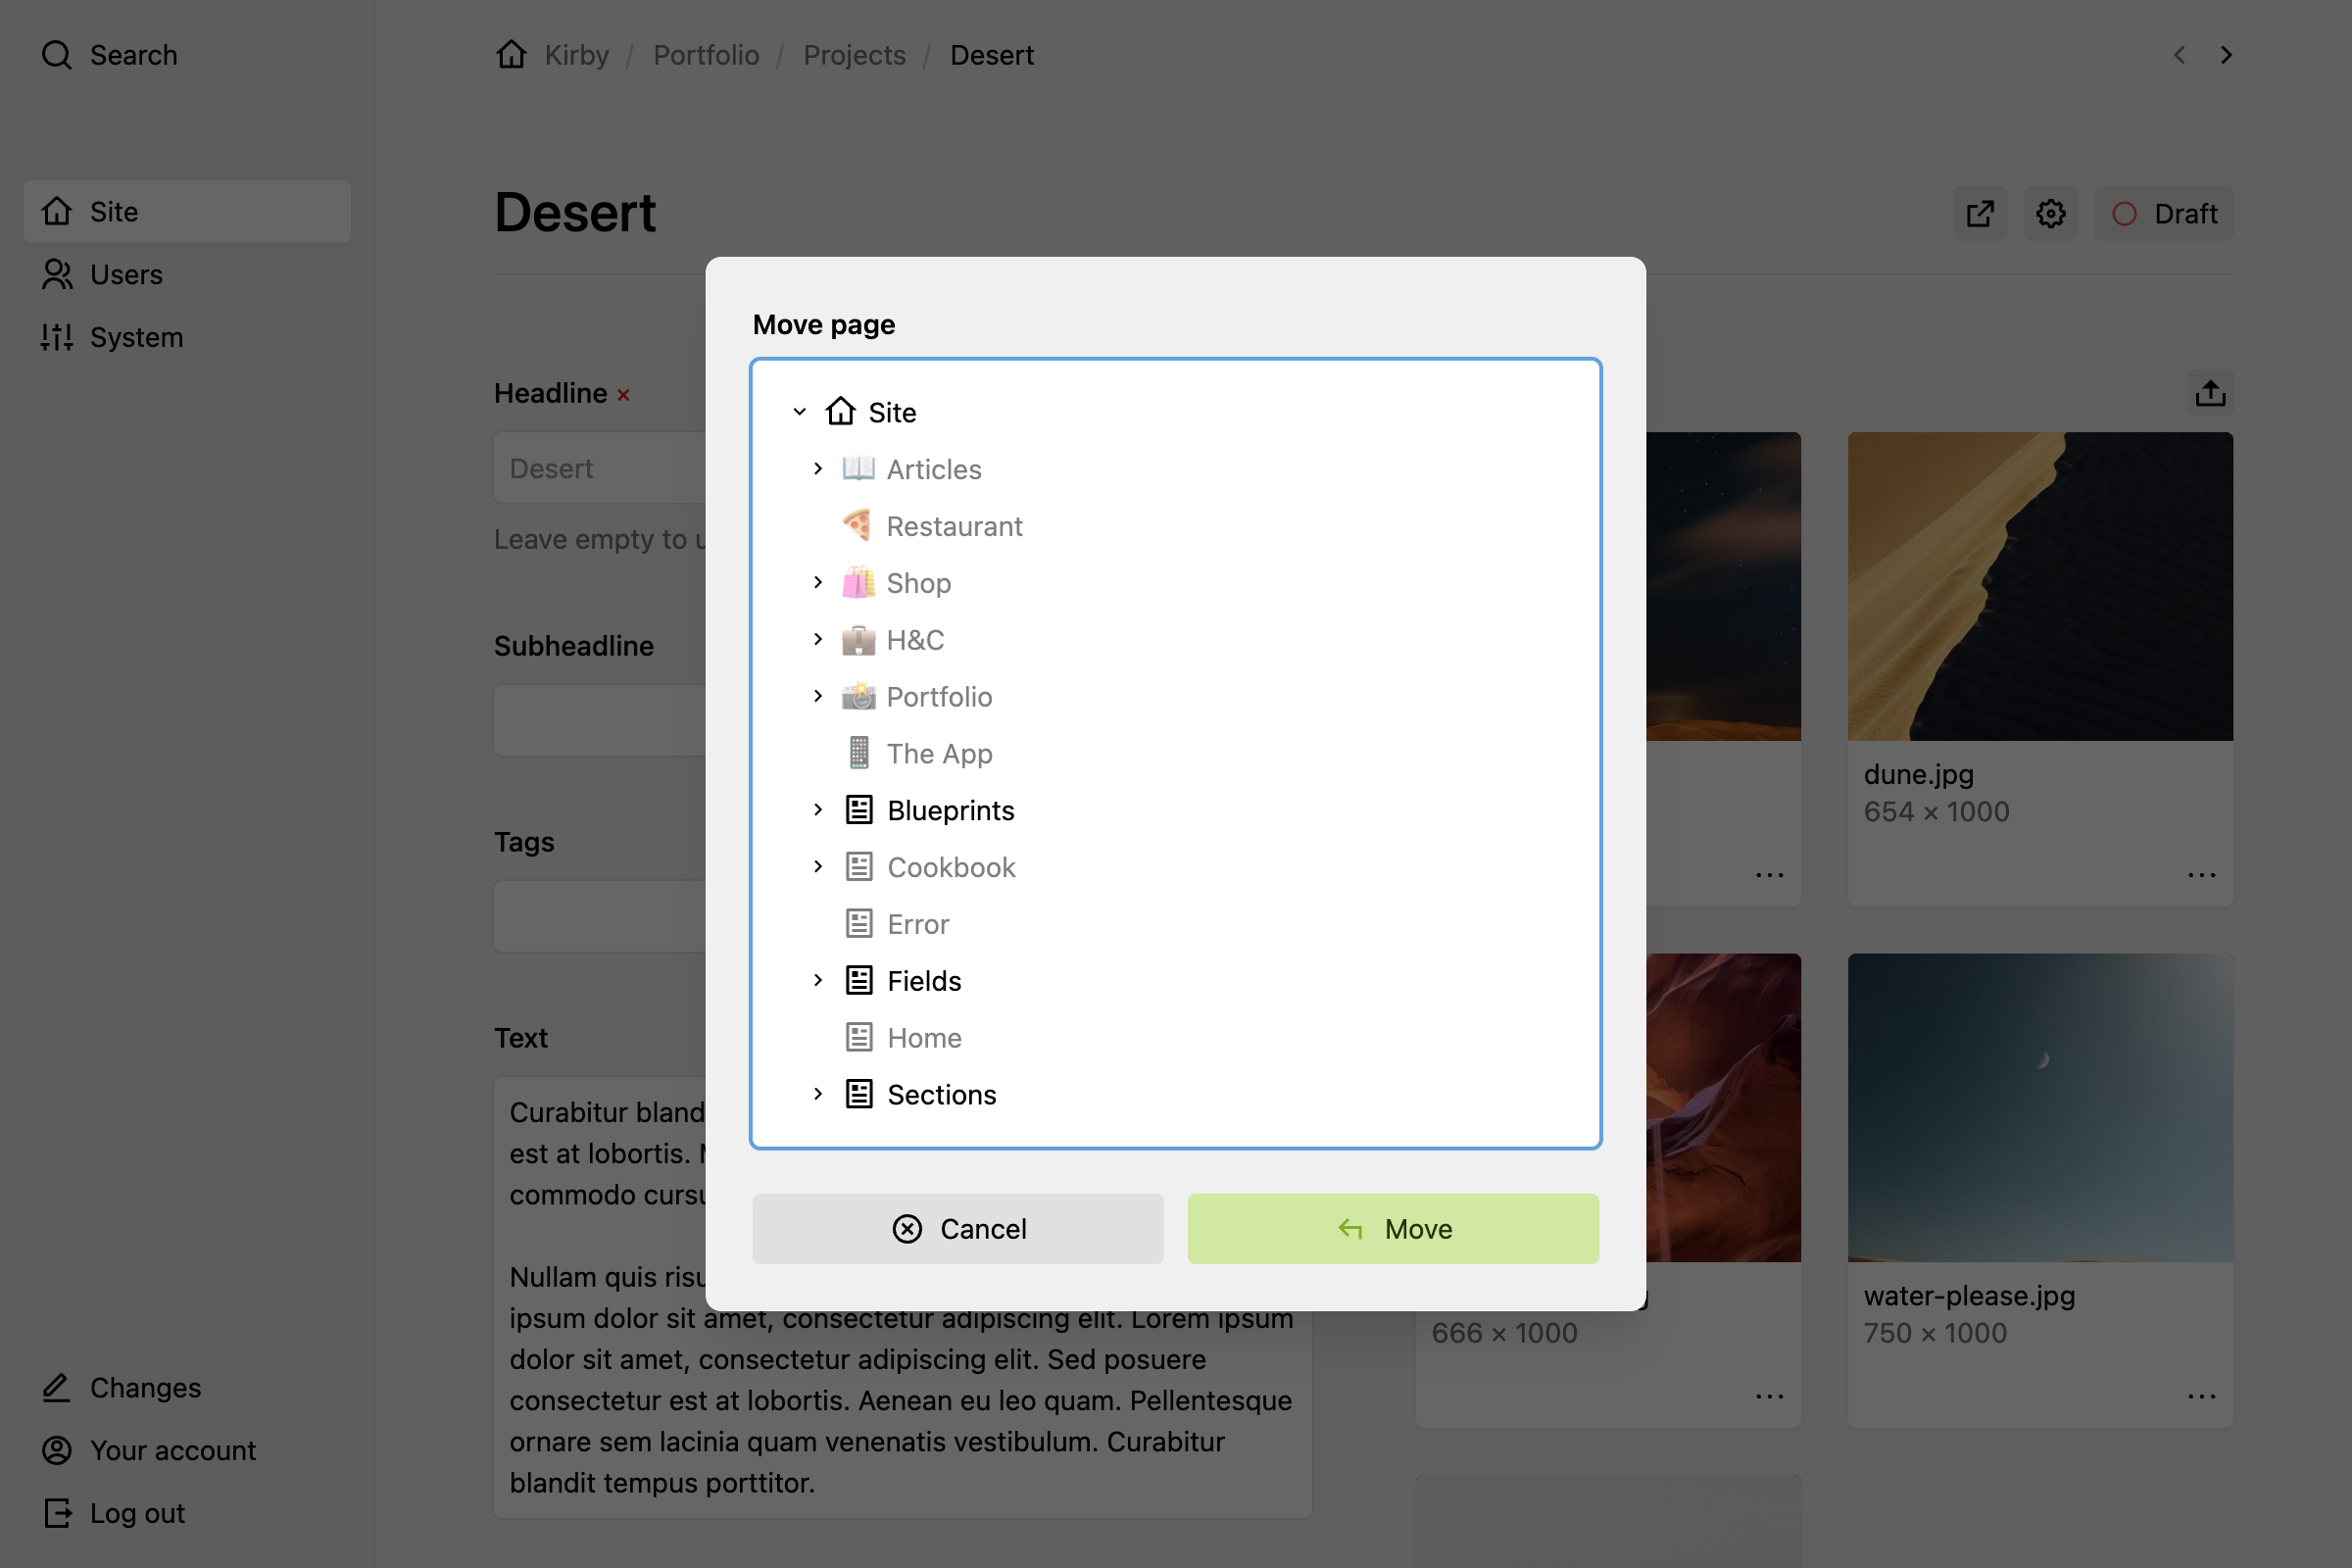 Search
Site
Users
System
Changes
Your account
Log out
Kirby / Portfolio / Projects / Desert
Desert
Draft
Headline ×
Desert
Leave empty to
Subheadline
Tags
Text
Curabitur
est at lobortis.
commodo
Nullam quis
ipsum dolor sit amet, consectetur adipiscing elit. Lorem ipsum
dolor sit amet, consectetur adipiscing elit. Sed posuere
consectetur est at lobortis. Aenean eu leo quam. Pellentesque
ornare sem lacinia quam venenatis vestibulum. Curabitur
blandit tempus porttitor.
Move page
Site
Articles
Restaurant
Shop
H&C
Portfolio
The App
Blueprints
Cookbook
Error
Fields
Home
Sections
Cancel
Move
dune.jpg
654 × 1000
666 × 1000
water-please.jpg
750 × 1000